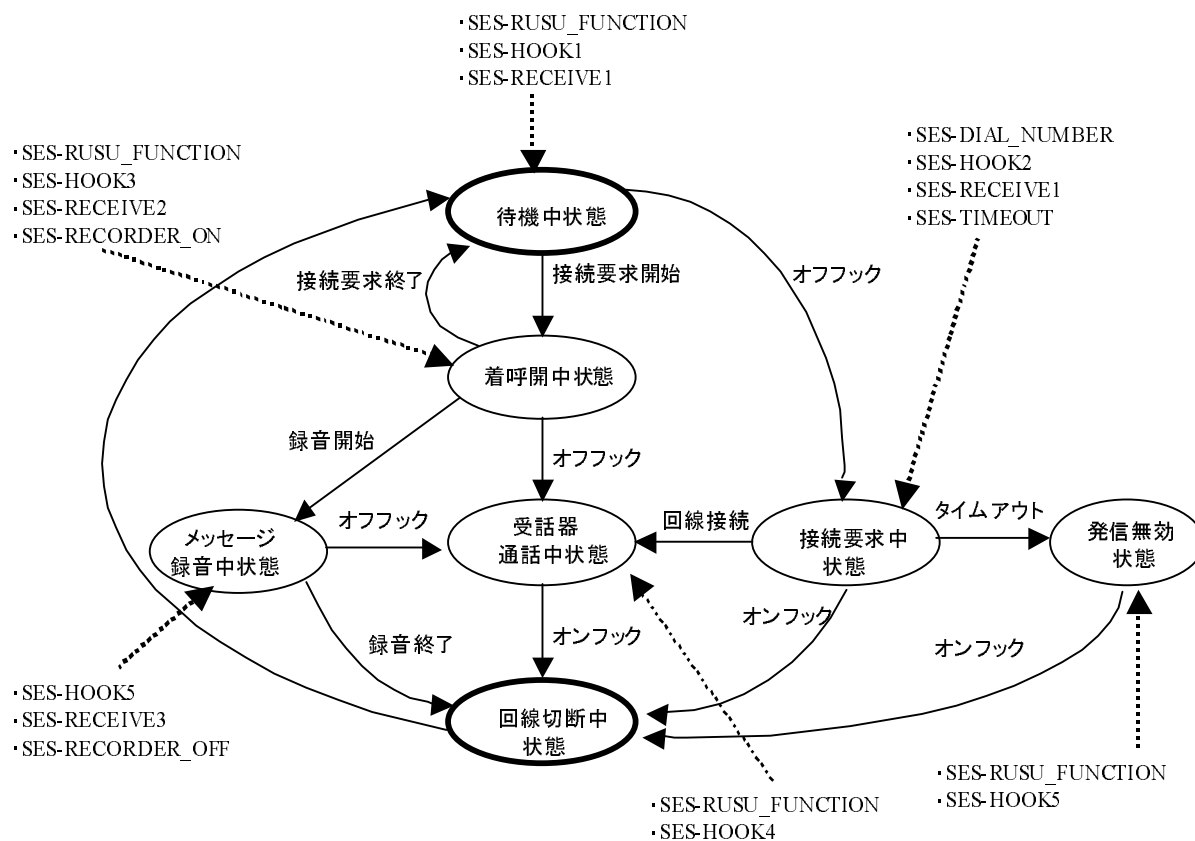 ・SES-RUSU_FUNCTION
・SES-HOOK1
・SES-RECEIVE1
・SES-DIAL_NUMBER
・SES-HOOK2
・SES-RECEIVE1
・SES-TIMEOUT
・SES-RUSU_FUNCTION
・SES-HOOK3
・SES-RECEIVE2
・SES-RECORDER_ON
待機中状態
接続要求終了
接続要求開始
オフフック
着呼開中状態
録音開始
オフフック
メッセージ
録音中状態
オフフック
受話器
通話中状態
回線接続
接続要求中
状態
タイムアウト
発信無効
状態
録音終了
オンフック
オンフック
オンフック
回線切断中
状態
・SES-HOOK5
・SES-RECEIVE3
・SES-RECORDER_OFF
・SES-RUSU_FUNCTION
・SES-HOOK4
・SES-RUSU_FUNCTION
・SES-HOOK5